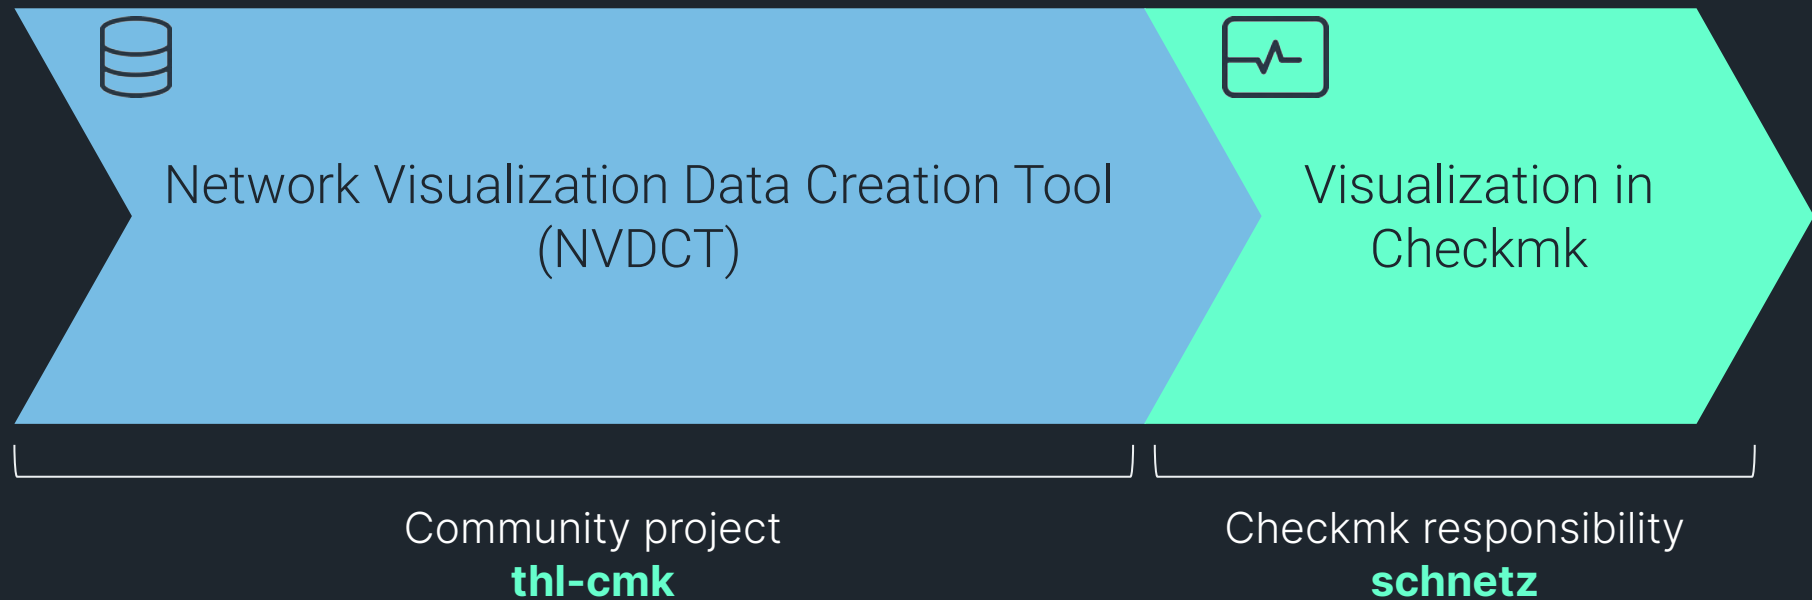 Network Visualization Data Creation Tool
(NVDCT)
Visualization in
Checkmk
Community project
thl-cmk
Checkmk responsibility
schnetz